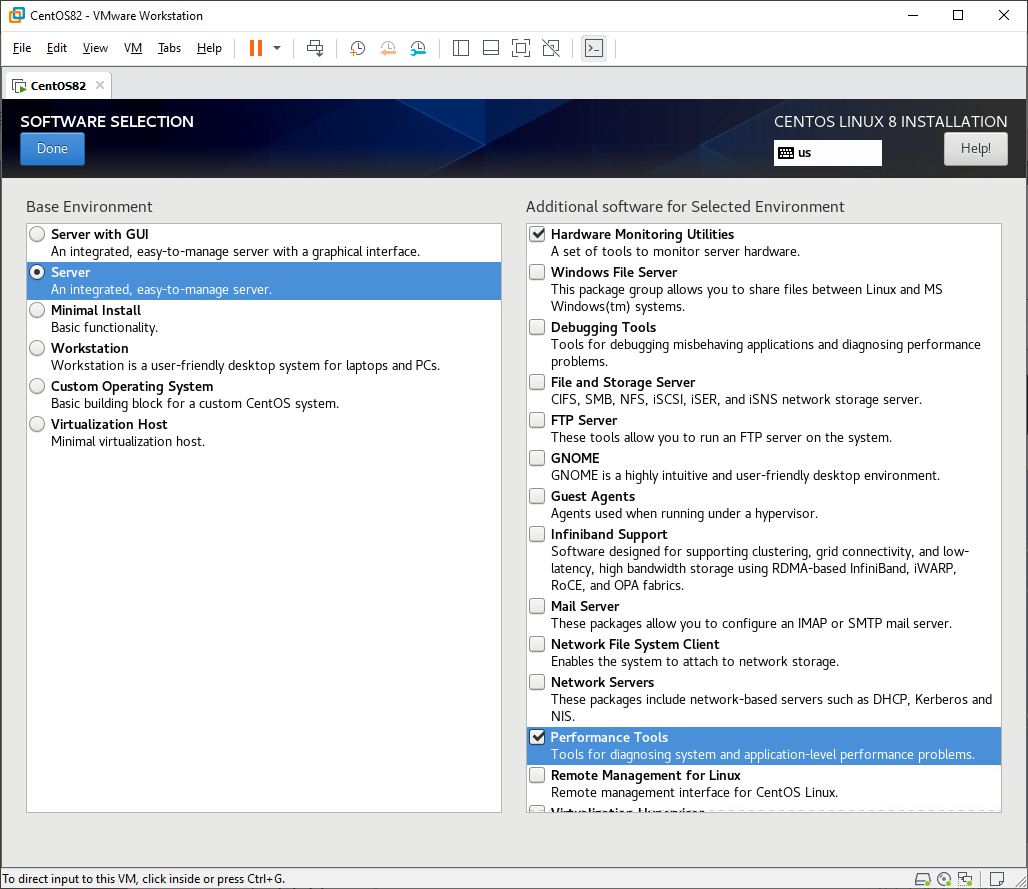 CentOS82 - VMware Workstation
File Edit View VM Tabs Help
CentOS82
SOFTWARE SELECTION
Done
CENTOS LINUX 8 INSTALLATION
us
Help!
Base Environment
Server with GUI
An integrated, easy-to-manage server with a graphical interface.
Server
An integrated, easy-to-manage server.
Minimal Install
Basic functionality.
Workstation
Workstation is a user-friendly desktop system for laptops and PCs.
Custom Operating System
Basic building block for a custom CentOS system.
Virtualization Host
Minimal virtualization host.
Additional software for Selected Environment
Hardware Monitoring Utilities
A set of tools to monitor server hardware.
Windows File Server
This package group allows you to share files between Linux and MS
Windows(tm) systems.
Debugging Tools
Tools for debugging misbehaving applications and diagnosing performance
problems.
File and Storage Server
CIFS, SMB, NFS, iSCSI, iSER, and iSNS network storage server.
FTP Server
These tools allow you to run an FTP server on the system.
GNOME
GNOME is a highly intuitive and user-friendly desktop environment.
Guest Agents
Agents used when running under a hypervisor.
Infiniband Support
Software designed for supporting clustering, grid connectivity, and low-
latency, high bandwidth storage using RDMA-based InfiniBand, iWARP,
RoCE, and OPA fabrics.
Mail Server
These packages allow you to configure an IMAP or SMTP mail server.
Network File System Client
Enables the system to attach to network storage.
Network Servers
These packages include network-based servers such as DHCP, Kerberos and
NIS.
Performance Tools
Tools for diagnosing system and application-level performance problems.
Remote Management for Linux
Remote management interface for CentOS Linux.
Virtualization Hypervisor
To direct input to this VM, click inside or press Ctrl+G.